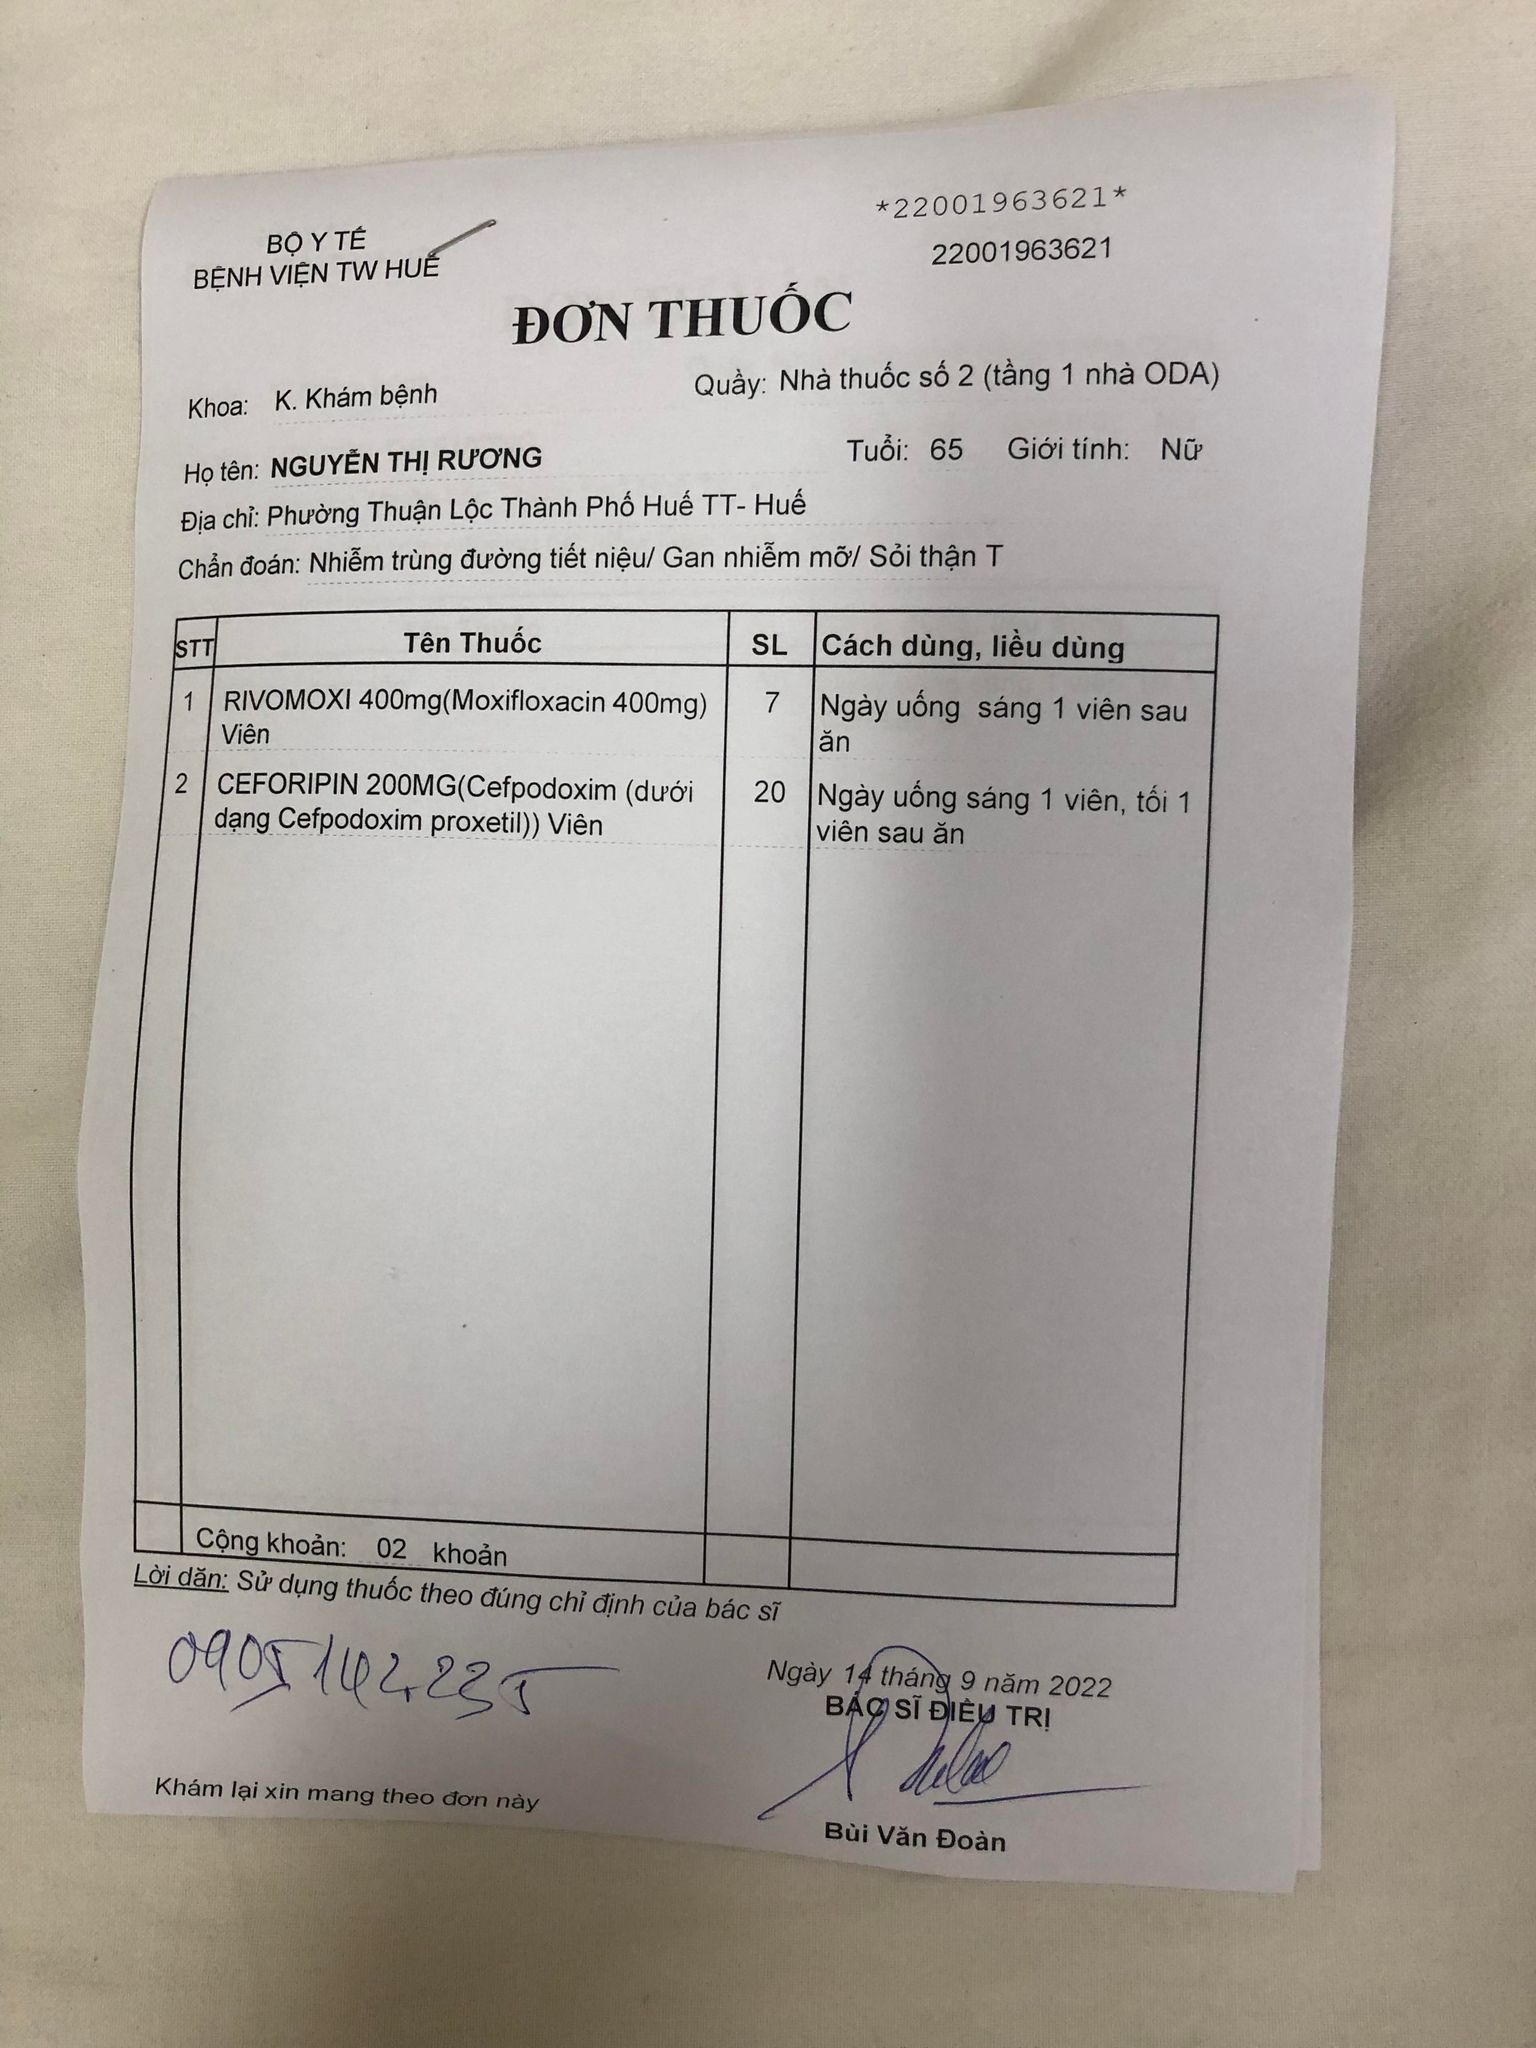 *22001963621*
BỘ Y TẾ
BỆNH VIỆN TW HUẾ
22001963621
ĐƠN THUỐC
Khoa: K. Khám bệnh
Quầy: Nhà thuốc số 2 (tầng 1 nhà ODA)
Họ tên: NGUYỄN THỊ RƯƠNG Tuổi: 65 Giới tính: Nữ
Địa chỉ: Phường Thuận Lộc Thành Phố Huế TT- Huế
Chẩn đoán: Nhiễm trùng đường tiết niệu/ Gan nhiễm mỡ/ Sỏi thận T
STT Tên Thuốc SL Cách dùng, liều dùng
1 RIVOMOXI 400mg(Moxifloxacin 400mg) 7 Ngày uống sáng 1 viên sau
Viên ăn
2 CEFORIPIN 200MG(Cefpodoxim (dưới 20 Ngày uống sáng 1 viên, tối 1
dạng Cefpodoxim proxetil)) Viên viên sau ăn
Cộng khoản: 02 khoản
Lời dặn: Sử dụng thuốc theo đúng chỉ định của bác sĩ
0905142235
Ngày 14 tháng 9 năm 2022
BÁC SĨ ĐIỀU TRỊ
Khám lại xin mang theo đơn này
Bùi Văn Đoàn